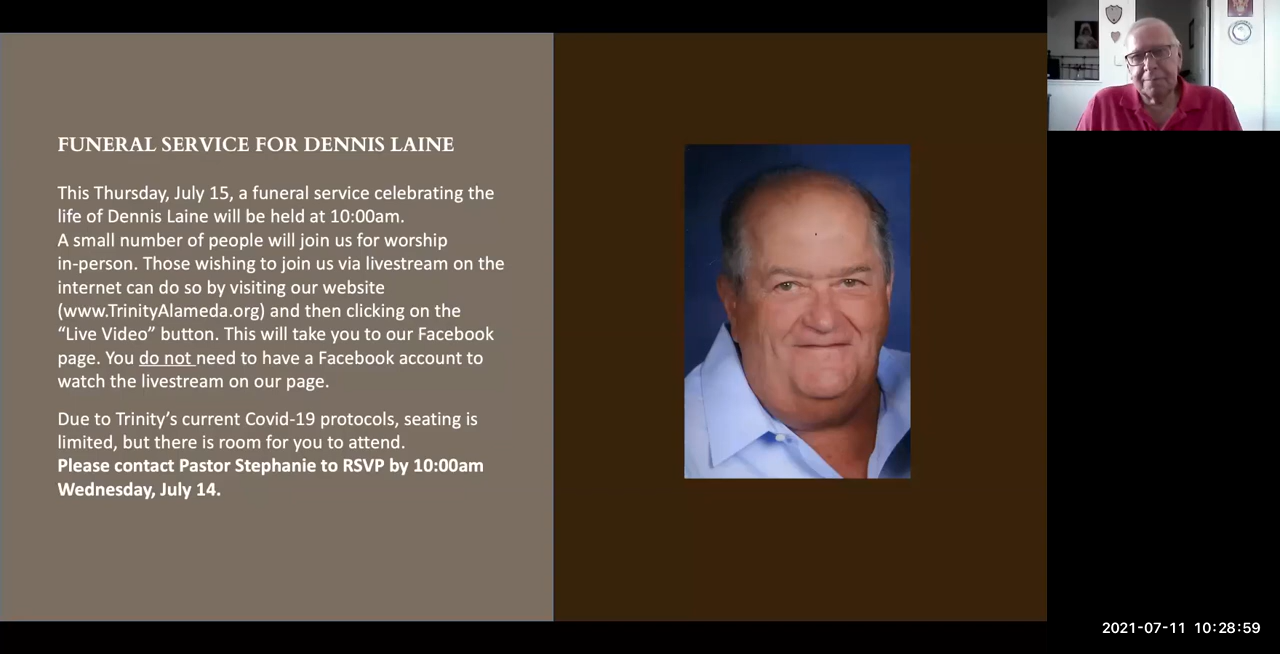 FUNERAL SERVICE FOR DENNIS LAINE
This Thursday, July 15, a funeral service celebrating the
life of Dennis Laine will be held at 10:00am.
A small number of people will join us for worship
in-person. Those wishing to join us via livestream on the
internet can do so by visiting our website
(www.TrinityAlameda.org) and then clicking on the
“Live Video” button. This will take you to our Facebook
page. You do not need to have a Facebook account to
watch the livestream on our page.
Due to Trinity’s current Covid-19 protocols, seating is
limited, but there is room for you to attend.
Please contact Pastor Stephanie to RSVP by 10:00am
Wednesday, July 14.
2021-07-11 10:28:59